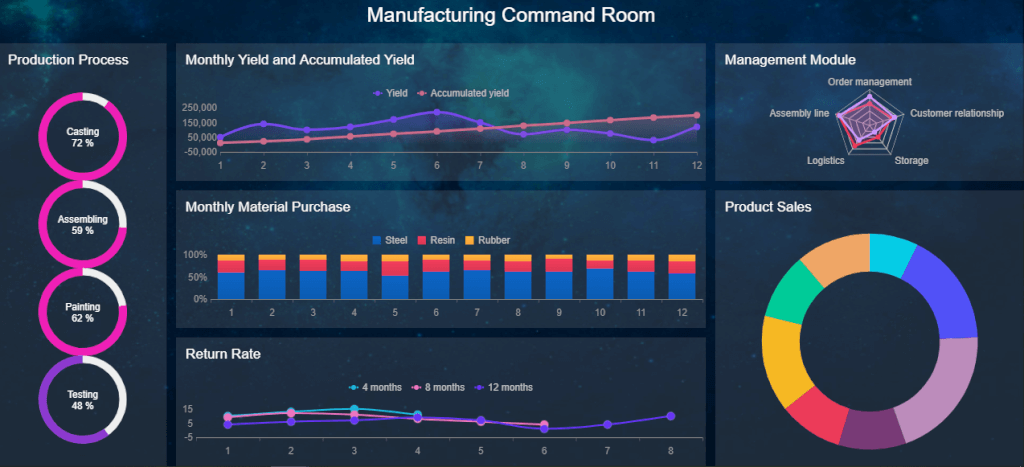 Manufacturing Command Room
Production Process
Casting
72 %
Assembling
59 %
Painting
62 %
Testing
48 %
Monthly Yield and Accumulated Yield
Yield Accumulated yield
250,000
150,000
50,000
-50,000
1 2 3 4 5 6 7 8 9 10 11 12
Monthly Material Purchase
Steel Resin Rubber
100%
50%
0%
1 2 3 4 5 6 7 8 9 10 11 12
Return Rate
4 months 8 months 12 months
15
5
-5
1 2 3 4 5 6 7 8
Management Module
Order management
Assembly line Customer relationship
Logistics Storage
Product Sales